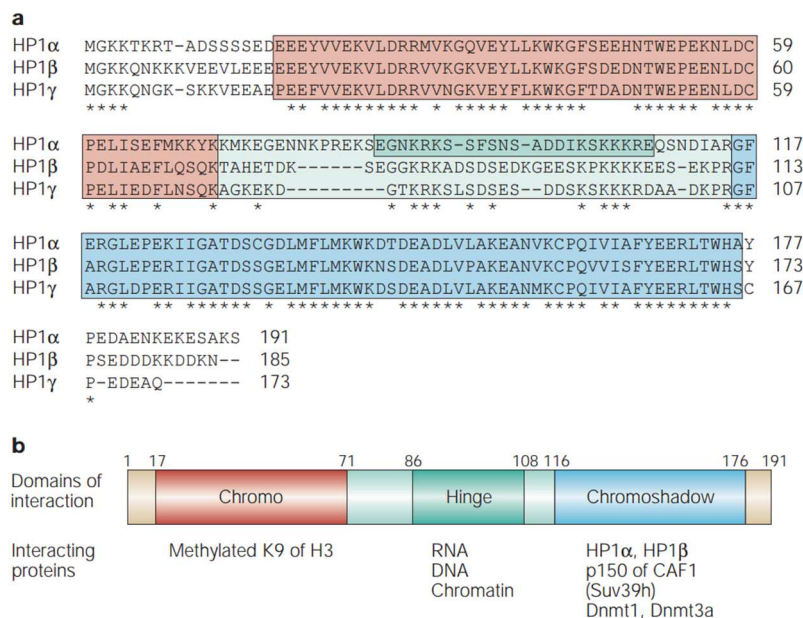 a
HP1α MGKKTKRT-ADSSSSEDEEEYVVEKVLDRRMVKGQVEYLLKWKGFSEEHNTWEPEKNLDC 59
HP1β MGKKQNKKKVEEVLEEEEEEYVVEKVLDRRVVKGQVEYLLKWKGFSDEDNTWEPEENLDC 60
HP1γ MGKKQNGK-SKKVEEAEPEEFVVEKVLDRRVVNGKVEYFLKWKGFTDADNTWEPEENLDC 59
**** ** ********* * * *** ****** ****** ****
HP1α PELISEFMKKYKKMKEGENNKPREKSEGNKRKS-SFSNS-ADDIKSKKKREQSNDIARGF 117
HP1β PDLIAEFLQSQKTAHETDK-------SEGGKRKADSDSEDKGEESKPKKKKEES-EKPRGF 113
HP1γ PELIEDFLNSQKAGKEKD---------GTKRKSLSDSES-DDSKSKKKRDAA-DKPRGF 107
* ** * * * *** * * * *** ***
HP1α ERGLEPEKIIGATDSCGDLMFLMKWKDTDEADLVLAKEANVKCPQIVIAFYEERLTWHAY 177
HP1β ARGLEPERIIGATDSSGELMFLMKWKNSDEADLVPAKEANVKCPQVVISFYEERLTWHSY 173
HP1γ ARGLDPERIIGATDSSGELMFLMKWKDSDEADLVLAKEANMKCPQIVIAFYEERLTWHSC 167
*** ** ******* * ******** ****** ***** **** ** *********
HP1α PEDAENKEKESAKS 191
HP1β PSEDDDKKDDKN-- 185
HP1γ P-EDEAQ------- 173
*
b
1 17 71 86 108 116 176 191
Domains of interaction
Chromo Hinge Chromoshadow
Interacting proteins
Methylated K9 of H3
RNA
DNA
Chromatin
HP1α, HP1β
p150 of CAF1
(Suv39h)
Dnmt1, Dnmt3a